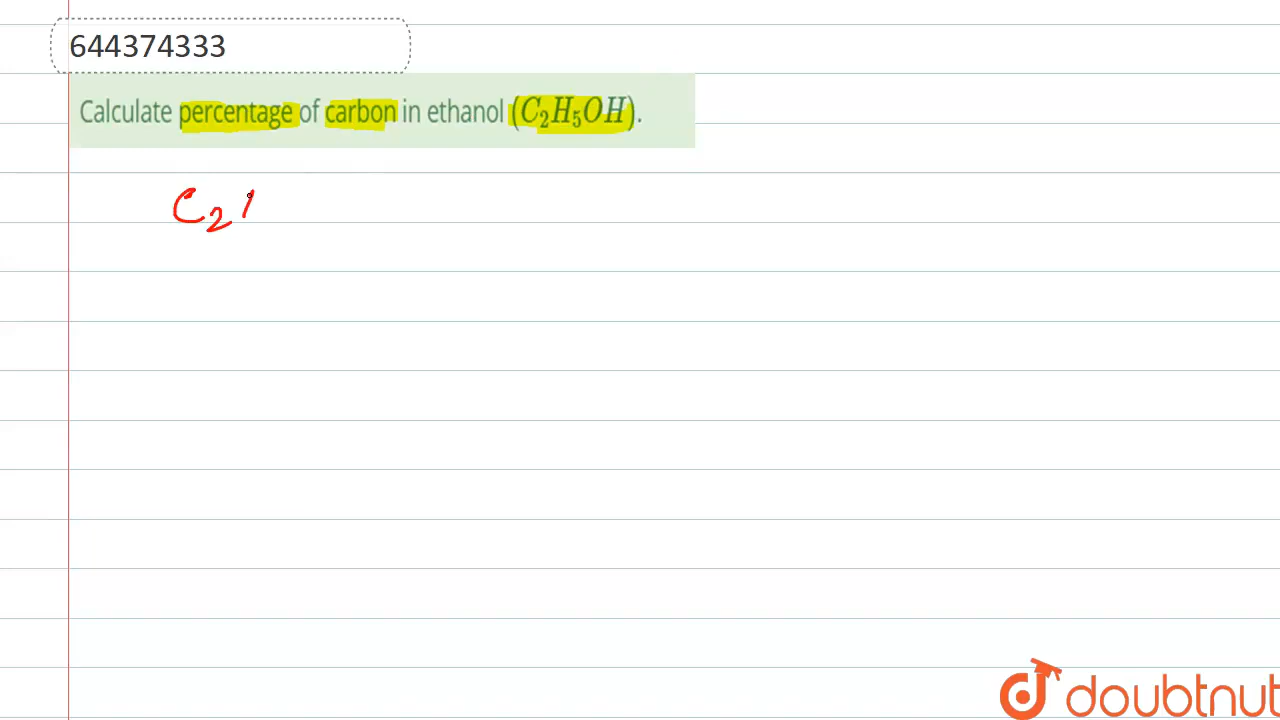 644374333
Calculate percentage of carbon in ethanol (C₂H₅OH).
C₂
doubtnut